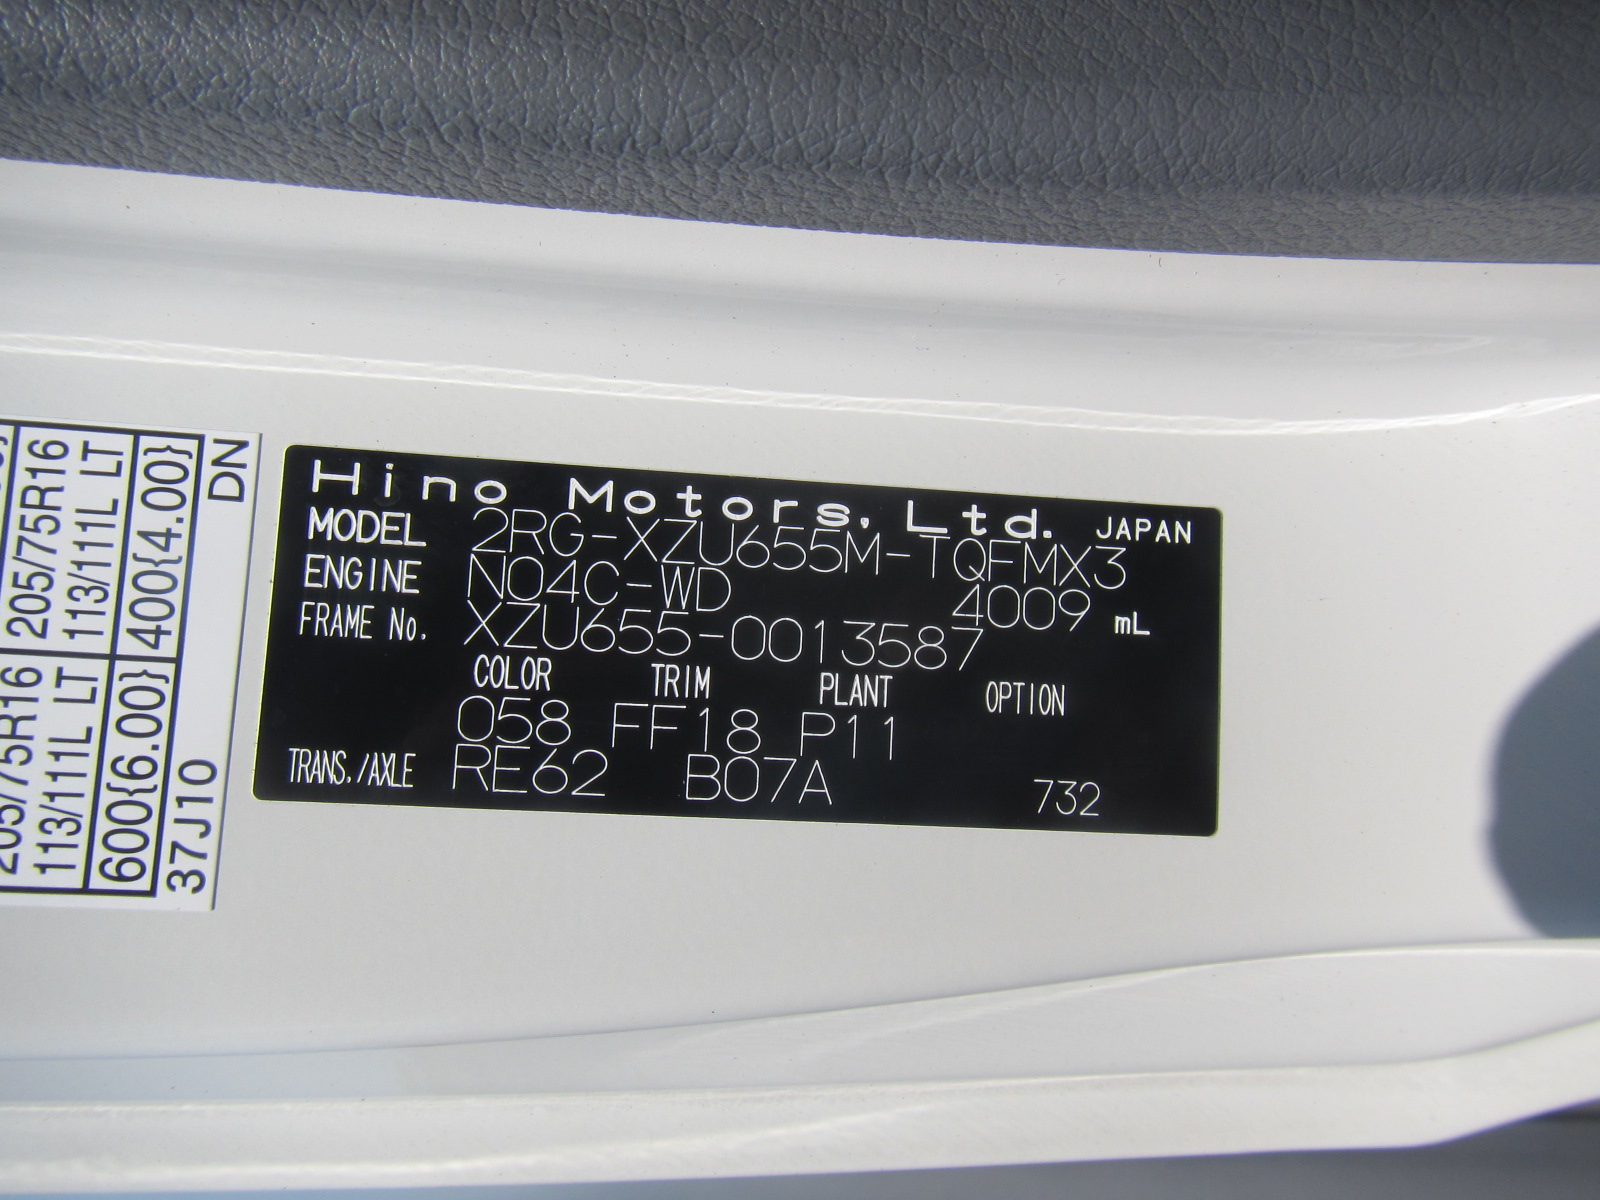 Hino Motors, Ltd. JAPAN
MODEL 2RG-XZU655M-TQFMX3
ENGINE N04C-WD 4009 mL
FRAME No. XZU655-0013587
COLOR TRIM PLANT OPTION
058 FF18 P11
TRANS./AXLE RE62 B07A 732
205/75R16 205/75R16
113/111L LT 113/111L LT
600{6.00} 400{4.00}
37J10 DN